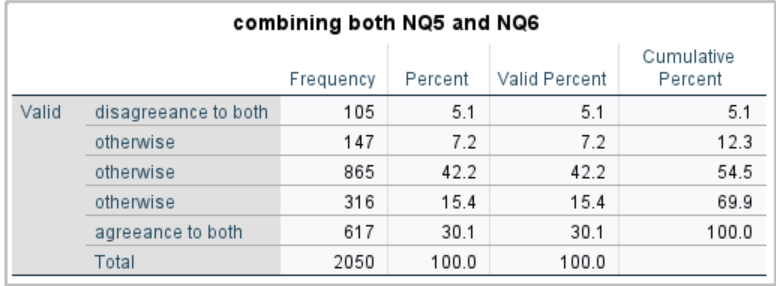 combining both NQ5 and NQ6
Frequency Percent Valid Percent Cumulative Percent
Valid disagreeance to both 105 5.1 5.1 5.1
otherwise 147 7.2 7.2 12.3
otherwise 865 42.2 42.2 54.5
otherwise 316 15.4 15.4 69.9
agreeance to both 617 30.1 30.1 100.0
Total 2050 100.0 100.0